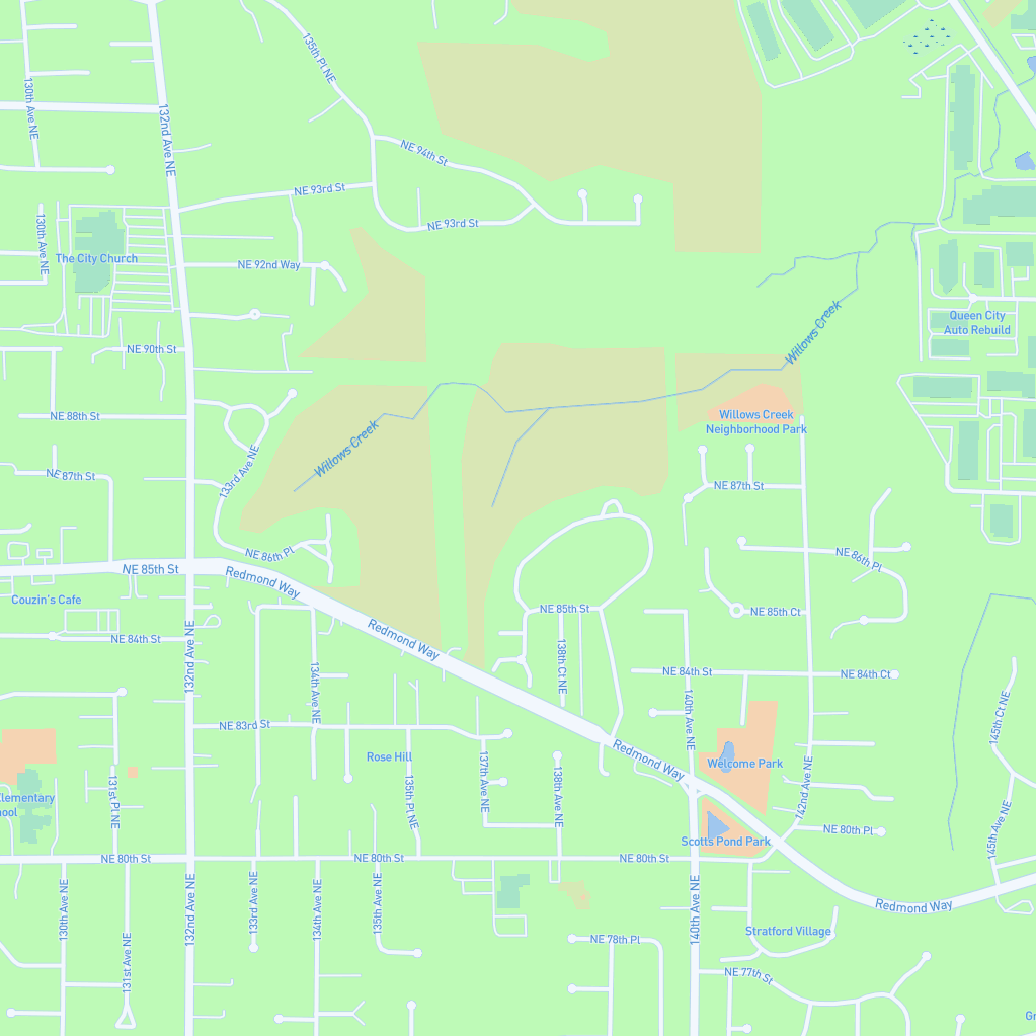 135th Pl NE
130th Ave NE
132nd Ave NE
NE 94th St
NE 93rd St
NE 93rd St
130th Ave NE
The City Church
NE 92nd Way
Willows Creek
Queen City
Auto Rebuild
NE 90th St
NE 88th St
Willows Creek
Neighborhood Park
Willows Creek
133rd Ave NE
NE 87th St
NE 87th St
NE 86th Pl
NE 86th Pl
NE 85th St
Redmond Way
Couzin's Cafe
NE 85th St
NE 85th Ct
NE 84th St
132nd Ave NE
Redmond Way
138th Ct NE
134th Ave NE
NE 84th St
NE 84th Ct
140th Ave NE
145th Ct NE
NE 83rd St
Rose Hill
Redmond Way
Welcome Park
131st Pl NE
135th Pl NE
137th Ave NE
138th Ave NE
142nd Ave NE
Elementary
ool
145th Ave NE
NE 80th Pl
Scotts Pond Park
NE 80th St
NE 80th St
NE 80th St
130th Ave NE
132nd Ave NE
133rd Ave NE
134th Ave NE
135th Ave NE
140th Ave NE
Redmond Way
131st Ave NE
NE 78th Pl
Stratford Village
NE 77th St
Gr